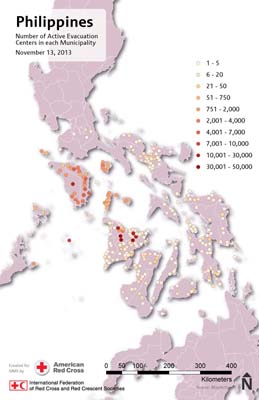 Philippines
Number of Active Evacuation
Centers in each Municipality
November 13, 2013
1 - 5
6 - 20
21 - 50
51 - 750
751 - 2,000
2,001 - 4,000
4,001 - 7,000
7,001 - 10,000
10,001 - 30,000
30,001 - 50,000
Created for
American
Red Cross
International Federation
of Red Cross and Red Crescent Societies
0 50 100 200 300 400
Kilometers
N